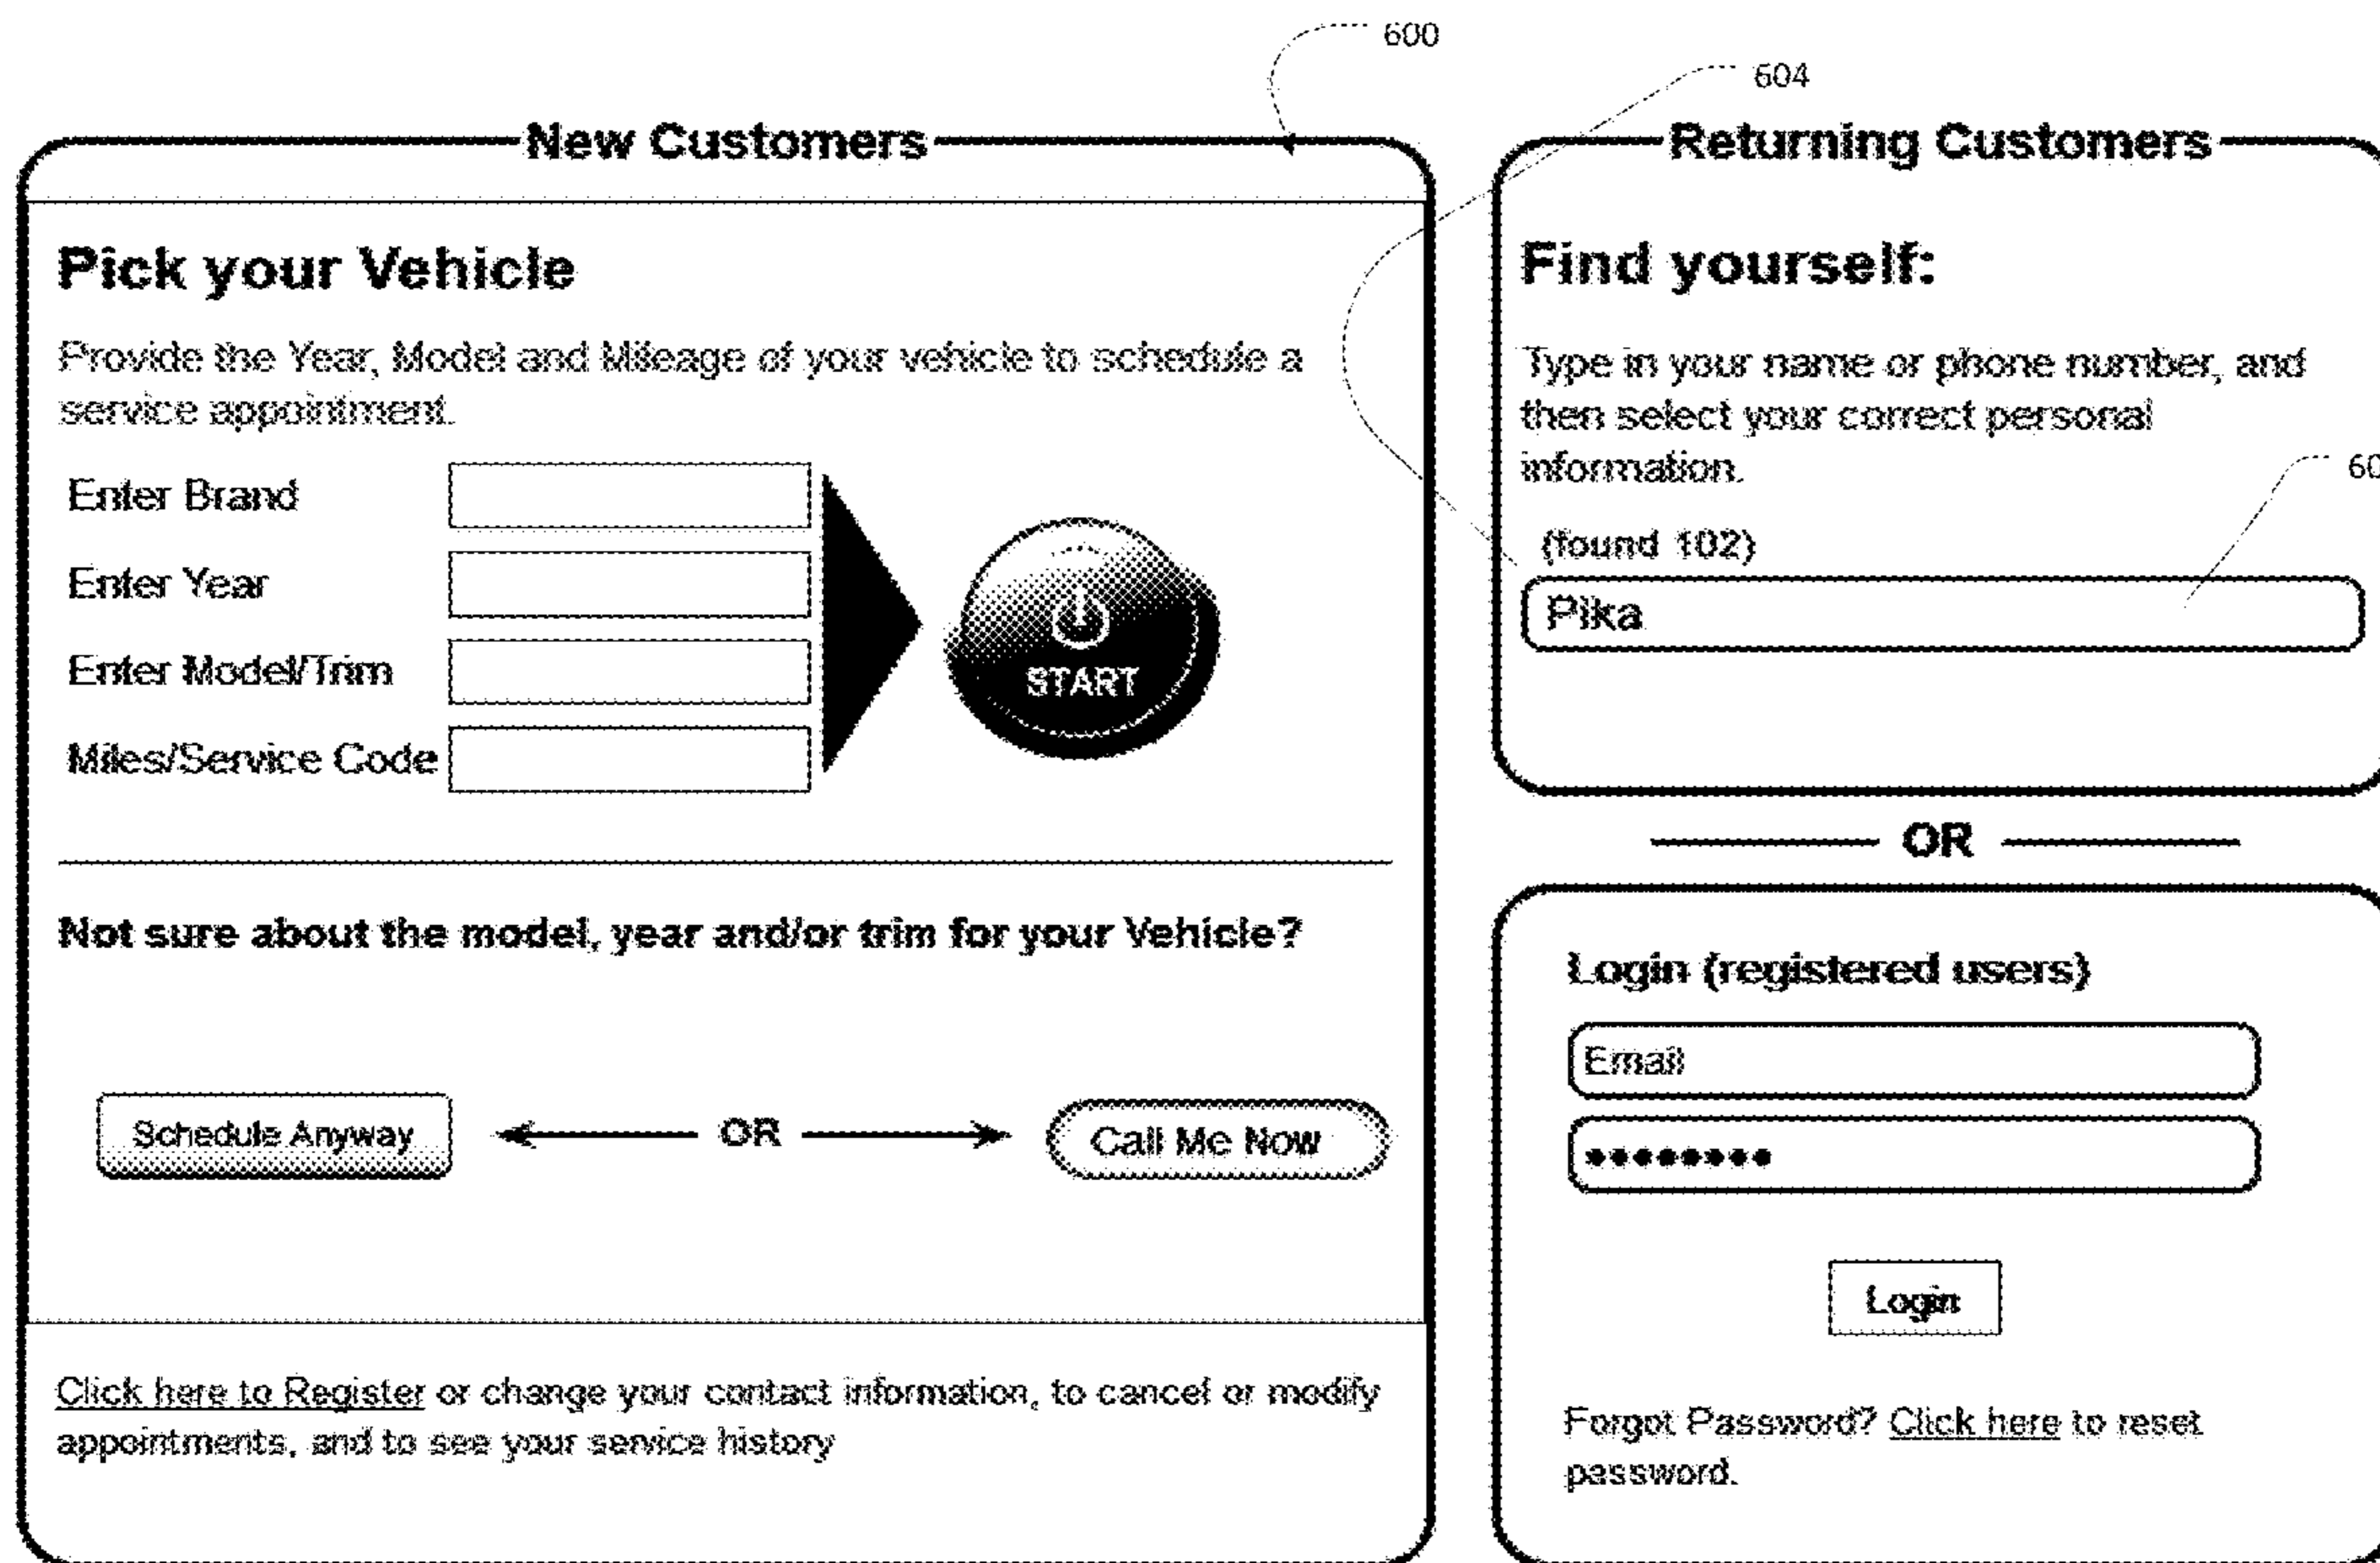 600
604
New Customers
Pick your Vehicle
Provide the Year, Model and Mileage of your vehicle to schedule a
service appointment.
Enter Brand
Enter Year
Enter Model/Trim
Miles/Service Code
START
Not sure about the model, year and/or trim for your Vehicle?
Schedule Anyway
OR
Call Me Now
Click here to Register or change your contact information, to cancel or modify
appointments, and to see your service history
Returning Customers
Find yourself:
Type in your name or phone number, and
then select your correct personal
information.
(found 102)
Pika
OR
Login (registered users)
Email
••••••••
Login
Forgot Password? Click here to reset
password.